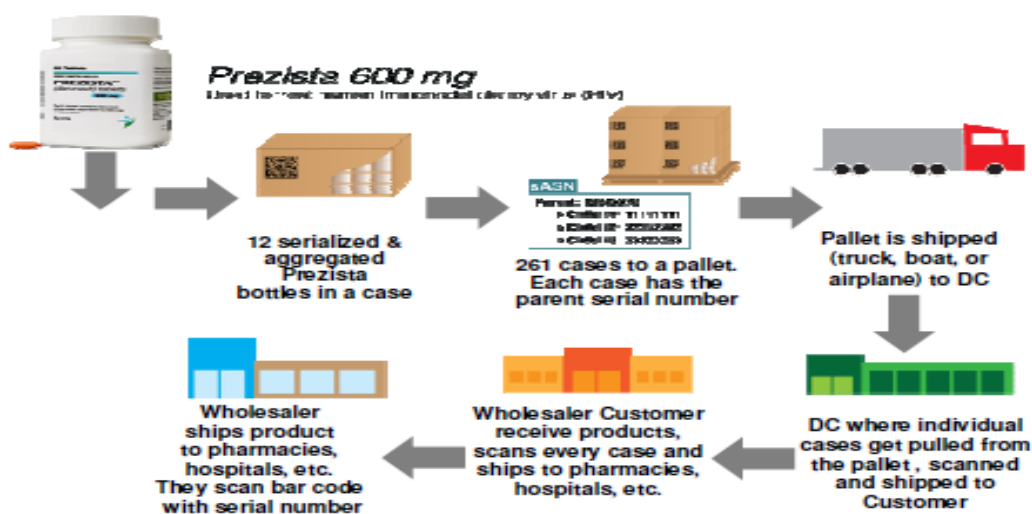 PREZISTA
Prezista 600 mg
12 serialized &
aggregated
Prezista
bottles in a case
sASN
261 cases to a pallet.
Each case has the
parent serial number
Pallet is shipped
(truck, boat, or
airplane) to DC
DC where individual
cases get pulled from
the pallet , scanned
and shipped to
Customer
Wholesaler Customer
receive products,
scans every case and
ships to pharmacies,
hospitals, etc.
Wholesaler
ships product
to pharmacies,
hospitals, etc.
They scan bar code
with serial number